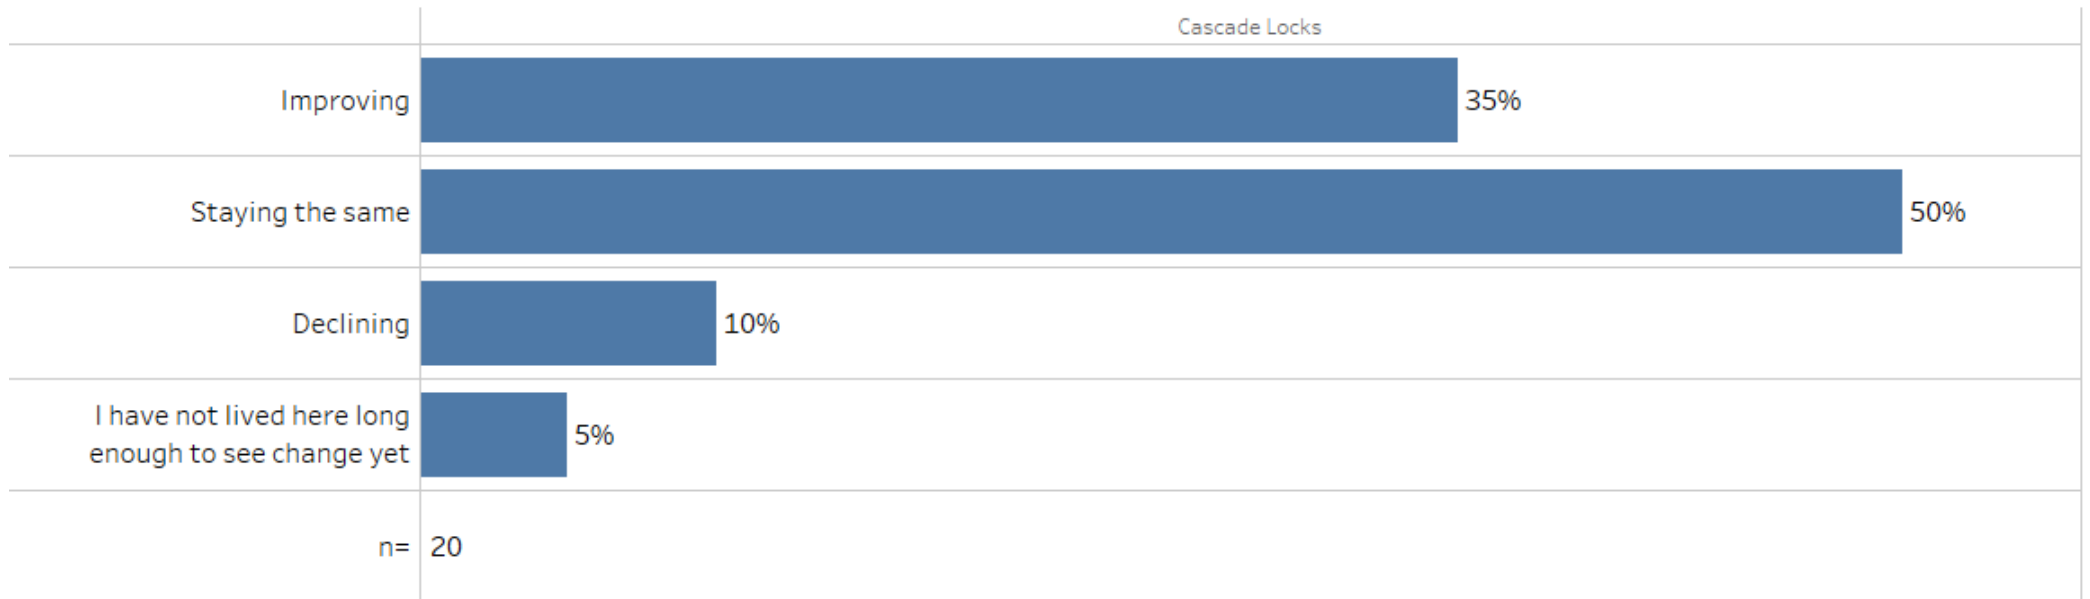 Cascade Locks
Improving 35%
Staying the same 50%
Declining 10%
I have not lived here long
enough to see change yet 5%
n= 20